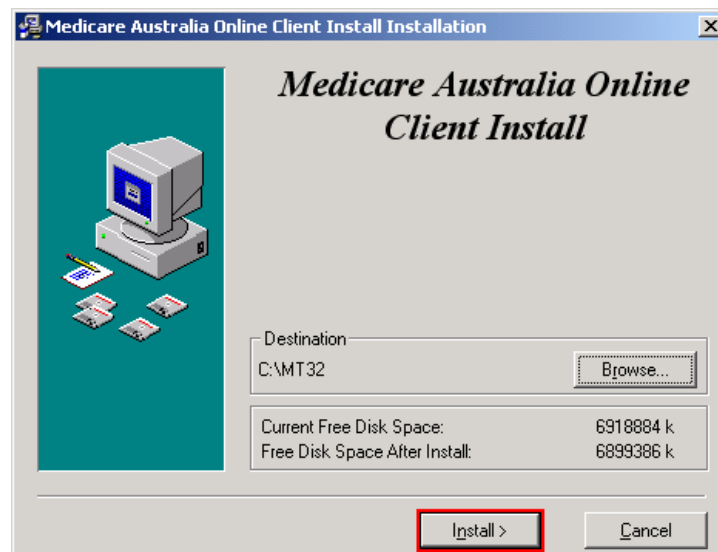 Medicare Australia Online Client Install Installation
Medicare Australia Online
Client Install
Destination
C:\MT32
Browse...
Current Free Disk Space: 6918884 k
Free Disk Space After Install: 6899386 k
Install >
Cancel